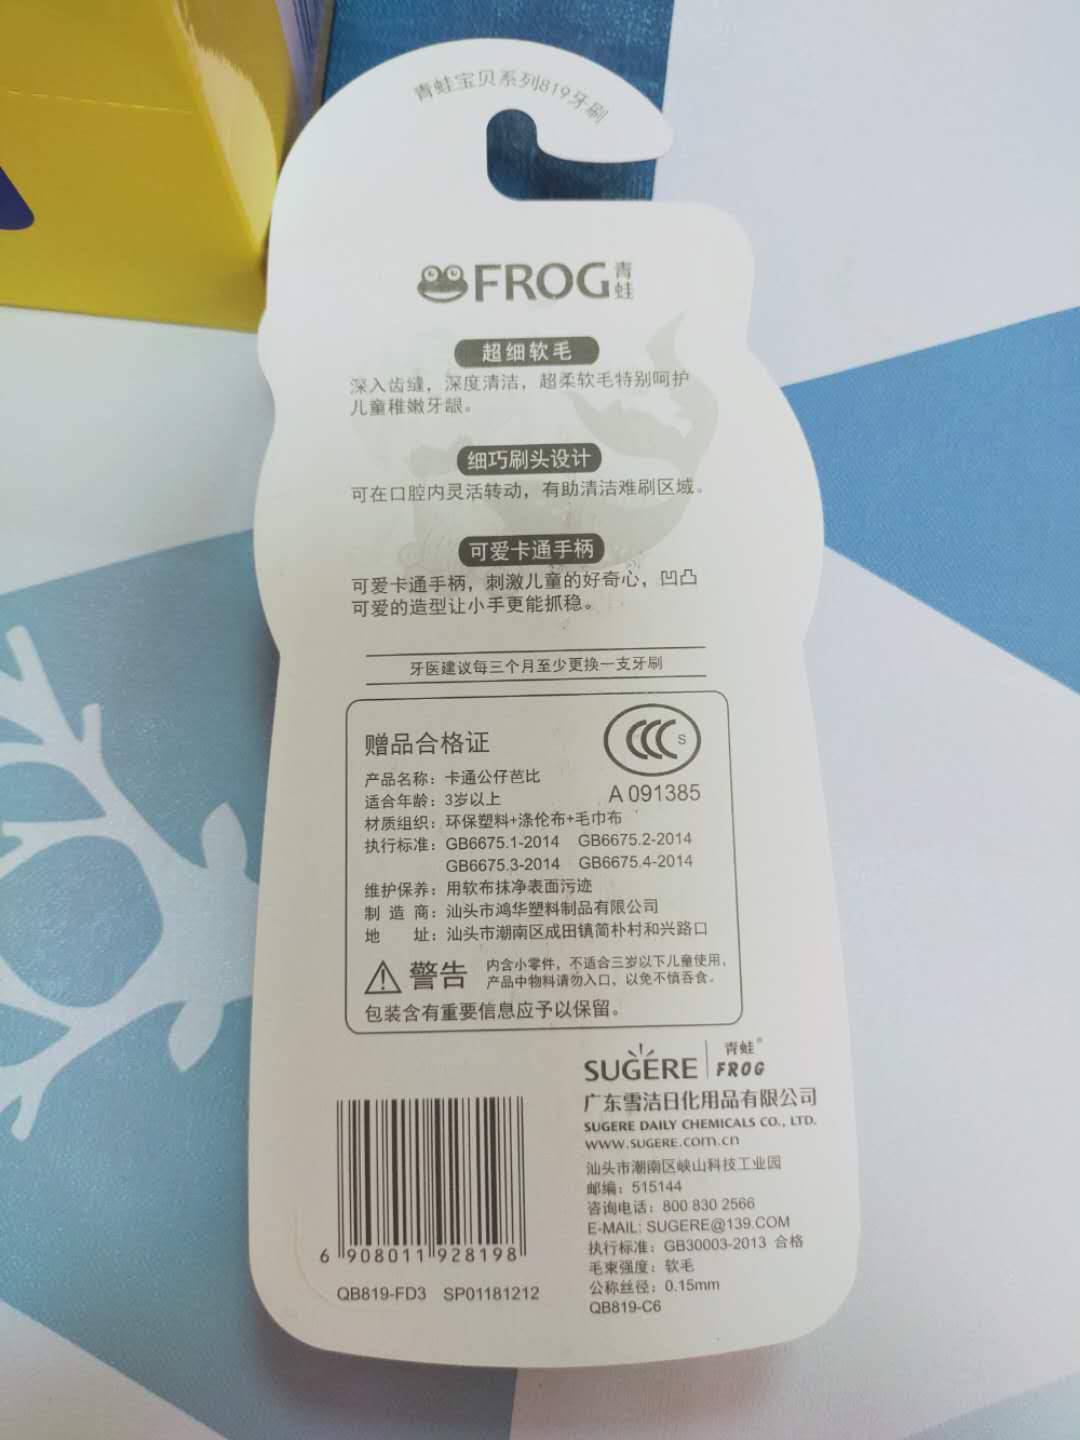 青蛙宝贝系列819牙刷
FROG 青蛙
超细软毛
深入齿缝，深度清洁，超柔软毛特别呵护
儿童稚嫩牙龈。
细巧刷头设计
可在口腔内灵活转动，有助清洁难刷区域。
可爱卡通手柄
可爱卡通手柄，刺激儿童的好奇心，凹凸
可爱的造型让小手更能抓稳。
牙医建议每三个月至少更换一支牙刷
赠品合格证
CCC S
A 091385
产品名称：卡通公仔芭比
适合年龄：3岁以上
材质组织：环保塑料+涤伦布+毛巾布
执行标准：GB6675.1-2014 GB6675.2-2014
GB6675.3-2014 GB6675.4-2014
维护保养：用软布抹净表面污迹
制造商：汕头市鸿华塑料制品有限公司
地址：汕头市潮南区成田镇简朴村和兴路口
警告 内含小零件，不适合三岁以下儿童使用，
产品中物料请勿入口，以免不慎吞食。
包装含有重要信息应予以保留。
SUGERE 青蛙® FROG
广东雪洁日化用品有限公司
SUGERE DAILY CHEMICALS CO., LTD.
www.SUGERE.com.cn
汕头市潮南区峡山科技工业园
邮编：515144
咨询电话：800 830 2566
E-MAIL: SUGERE@139.COM
执行标准：GB30003-2013 合格
毛束强度：软毛
公称丝径：0.15mm
QB819-C6
6 908011 928198
QB819-FD3 SP01181212